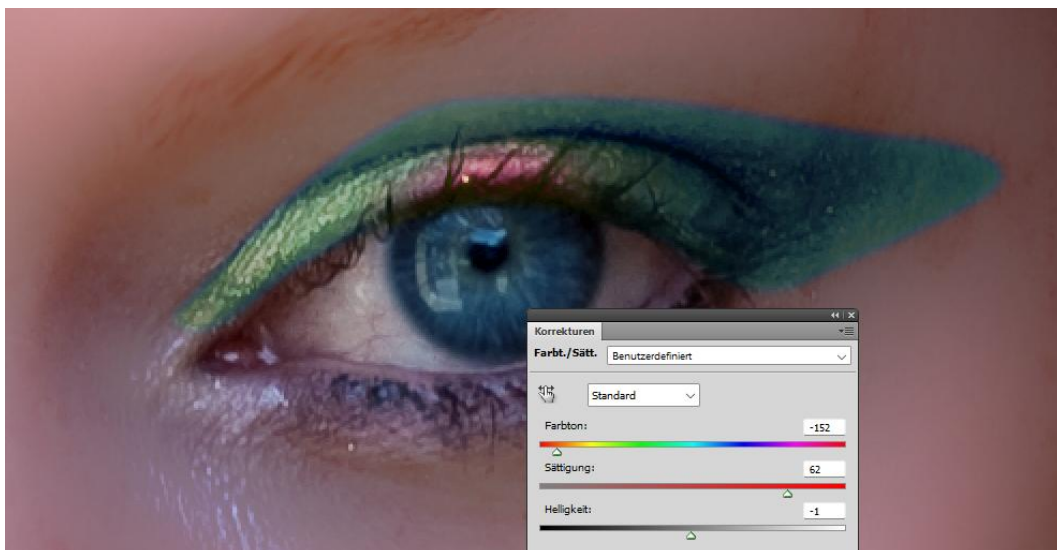 Korrekturen
Farbt./Sätt. Benutzerdefiniert
Standard
Farbton: -152
Sättigung: 62
Helligkeit: -1